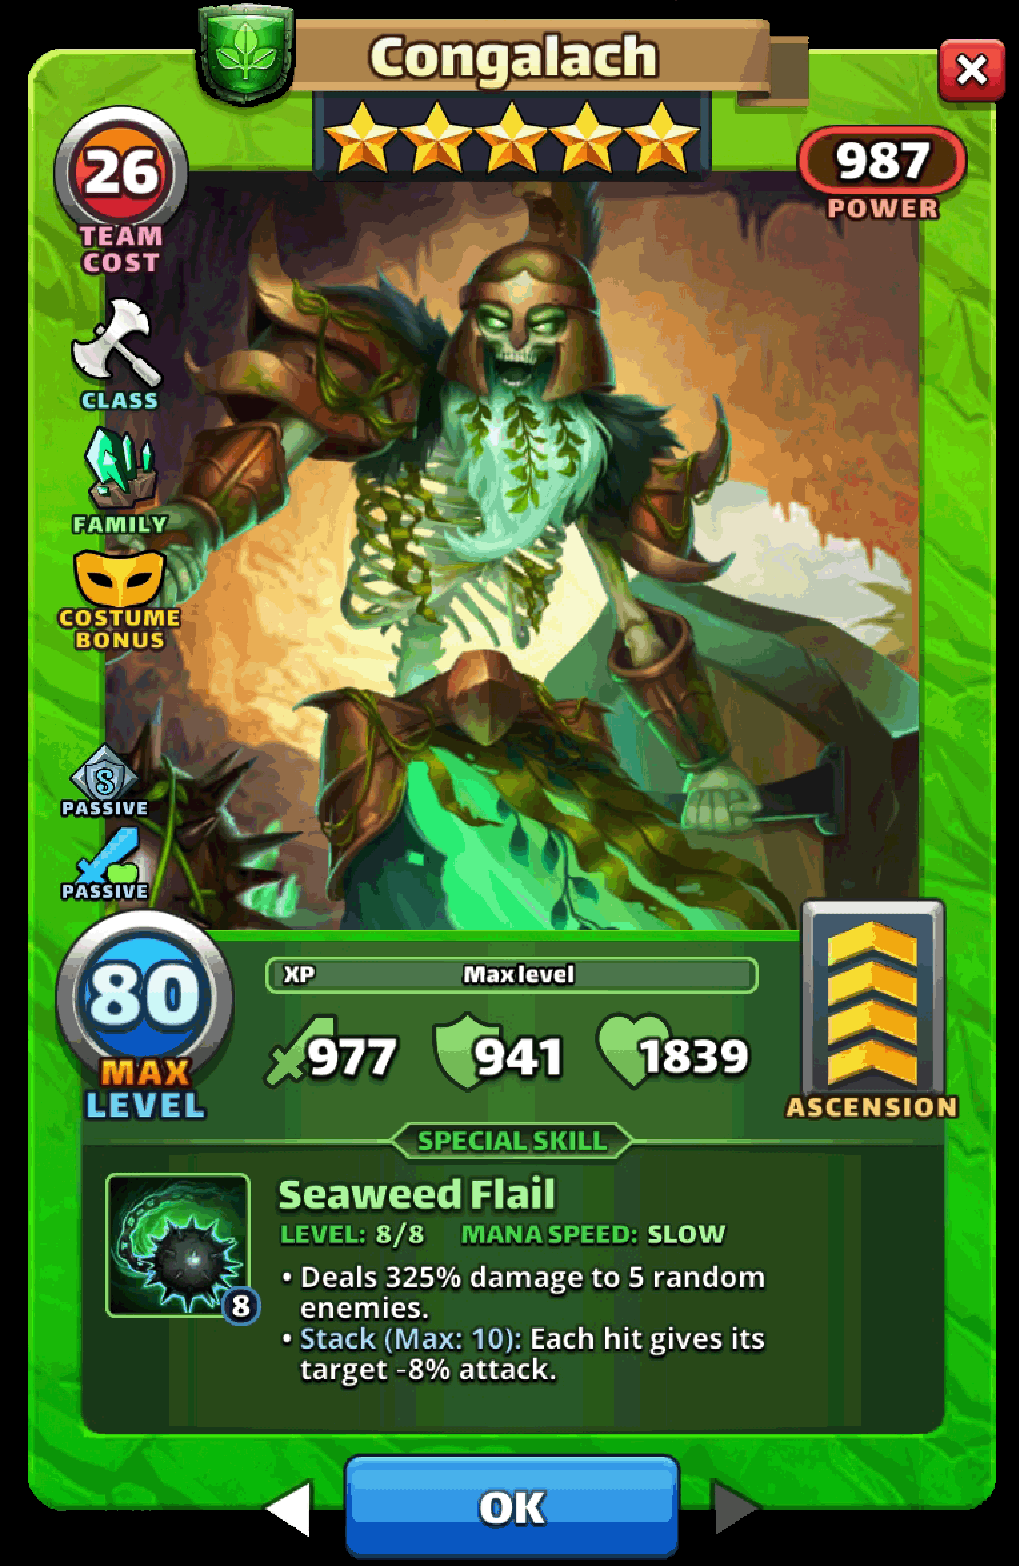 Congalach
26
TEAM
COST
987
POWER
CLASS
FAMILY
COSTUME
BONUS
S
PASSIVE
PASSIVE
80
MAX
LEVEL
XP Max level
977 941 1839
ASCENSION
SPECIAL SKILL
Seaweed Flail
LEVEL: 8/8 MANA SPEED: SLOW
8
• Deals 325% damage to 5 random
enemies.
• Stack (Max: 10): Each hit gives its
target -8% attack.
OK